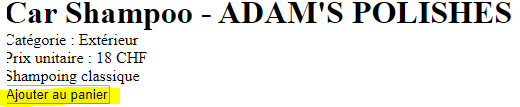 Car Shampoo - ADAM'S POLISHES
Catégorie : Extérieur
Prix unitaire : 18 CHF
Shampoing classique
Ajouter au panier